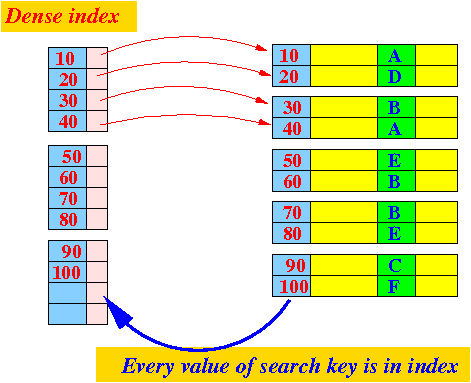 Dense index
10
20
30
40
50
60
70
80
90
100
10 A
20 D
30 B
40 A
50 E
60 B
70 B
80 E
90 C
100 F
Every value of search key is in index